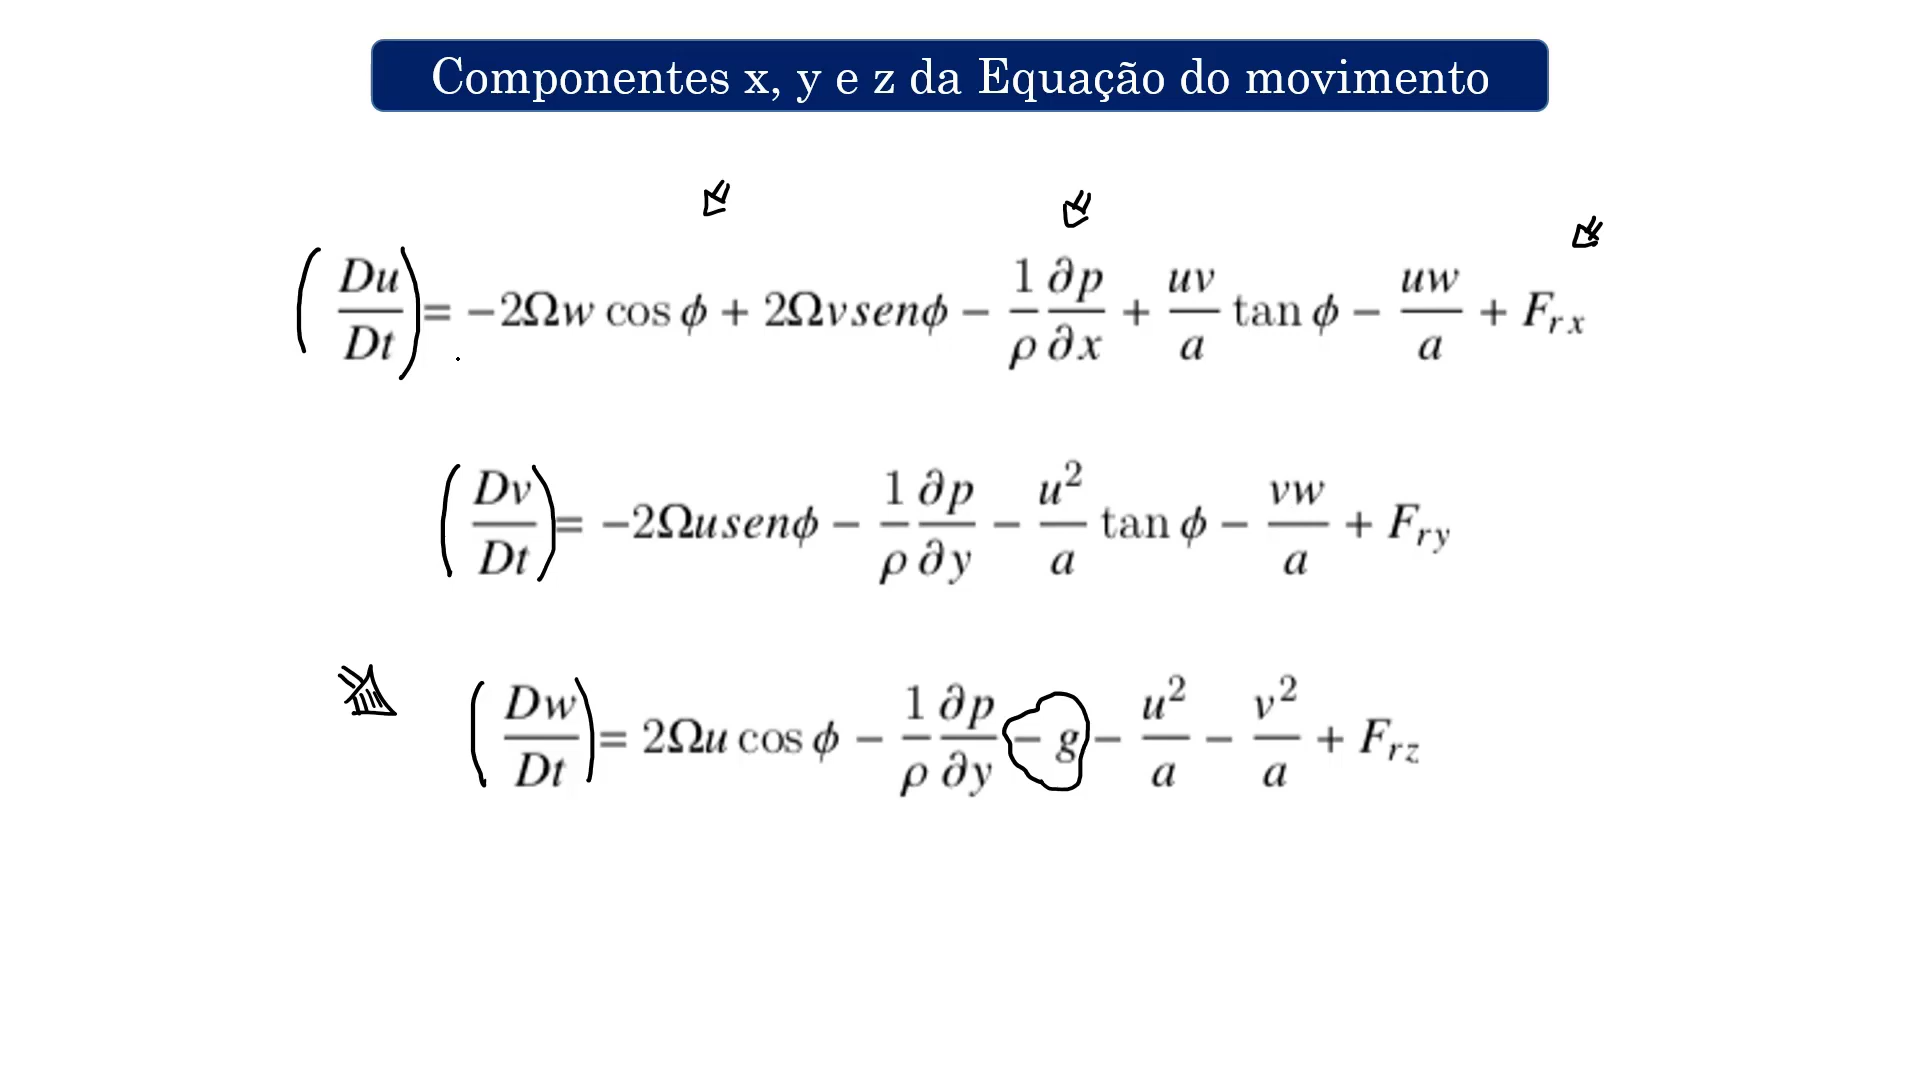 Componentes x, y e z da Equação do movimento
( Du/Dt ) = −2Ωw cos ϕ + 2Ωv senϕ − 1/ρ ∂p/∂x + uv/a tan ϕ − uw/a + F_rx
( Dv/Dt ) = −2Ωu senϕ − 1/ρ ∂p/∂y − u²/a tan ϕ − vw/a + F_ry
( Dw/Dt ) = 2Ωu cos ϕ − 1/ρ ∂p/∂y − g − u²/a − v²/a + F_rz